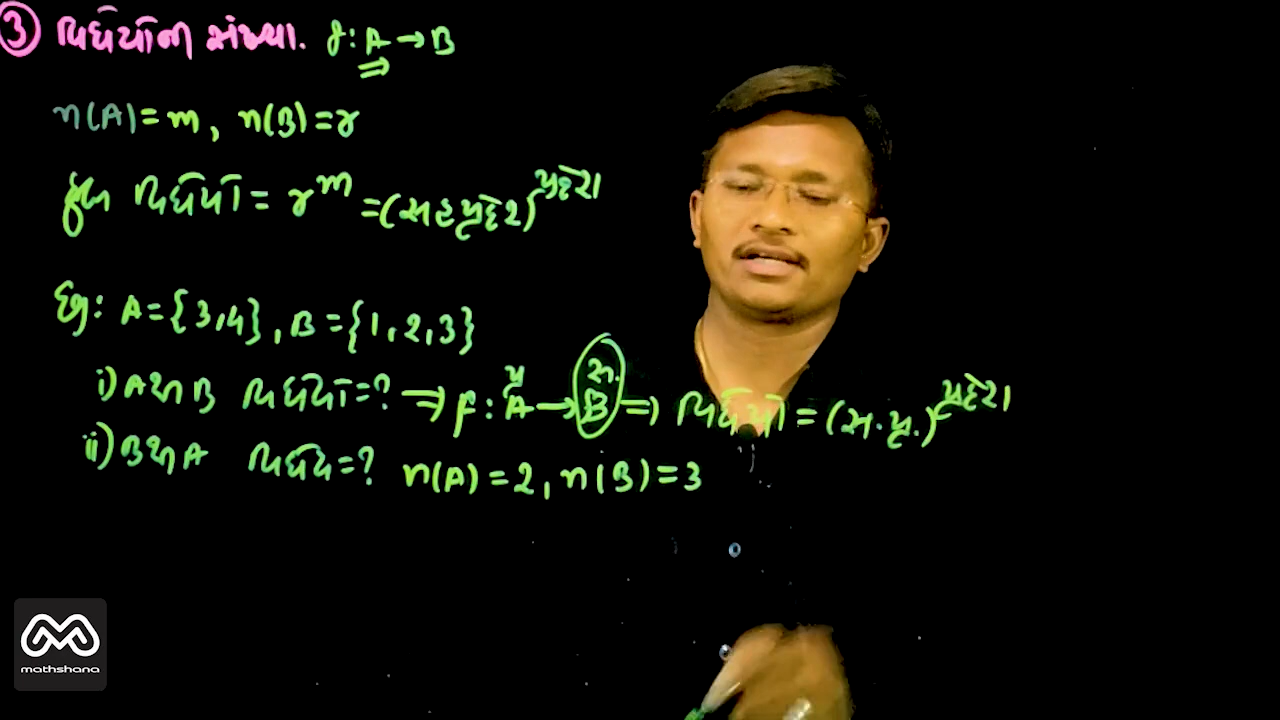 ③ વિધેયોની સંખ્યા. f: A → B
⇒
n(A) = m, n(B) = r
કુલ વિધેયો = r^m = (સહપ્રદેશ)^પ્રદેશ
Eg: A = {3,4}, B = {1,2,3}
i) A થી B વિધેયો = ? ⇒ f: A^પ્ર → B^સ. ⇒ વિધેયો = (સ.પ્ર.)^પ્રદેશ
ii) B થી A વિધેય = ? n(A) = 2, n(B) = 3
mathshana